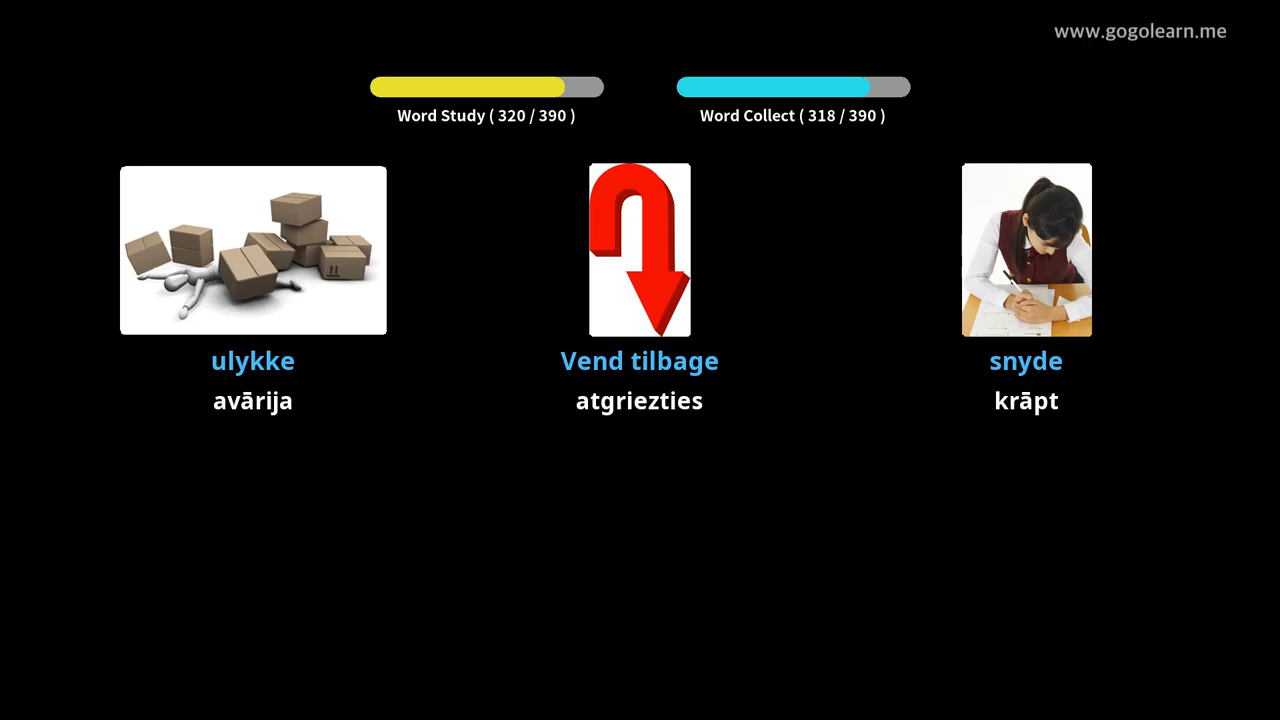 www.gogolearn.me
Word Study ( 320 / 390 )
Word Collect ( 318 / 390 )
ulykke
Vend tilbage
snyde
avārija
atgriezties
krāpt